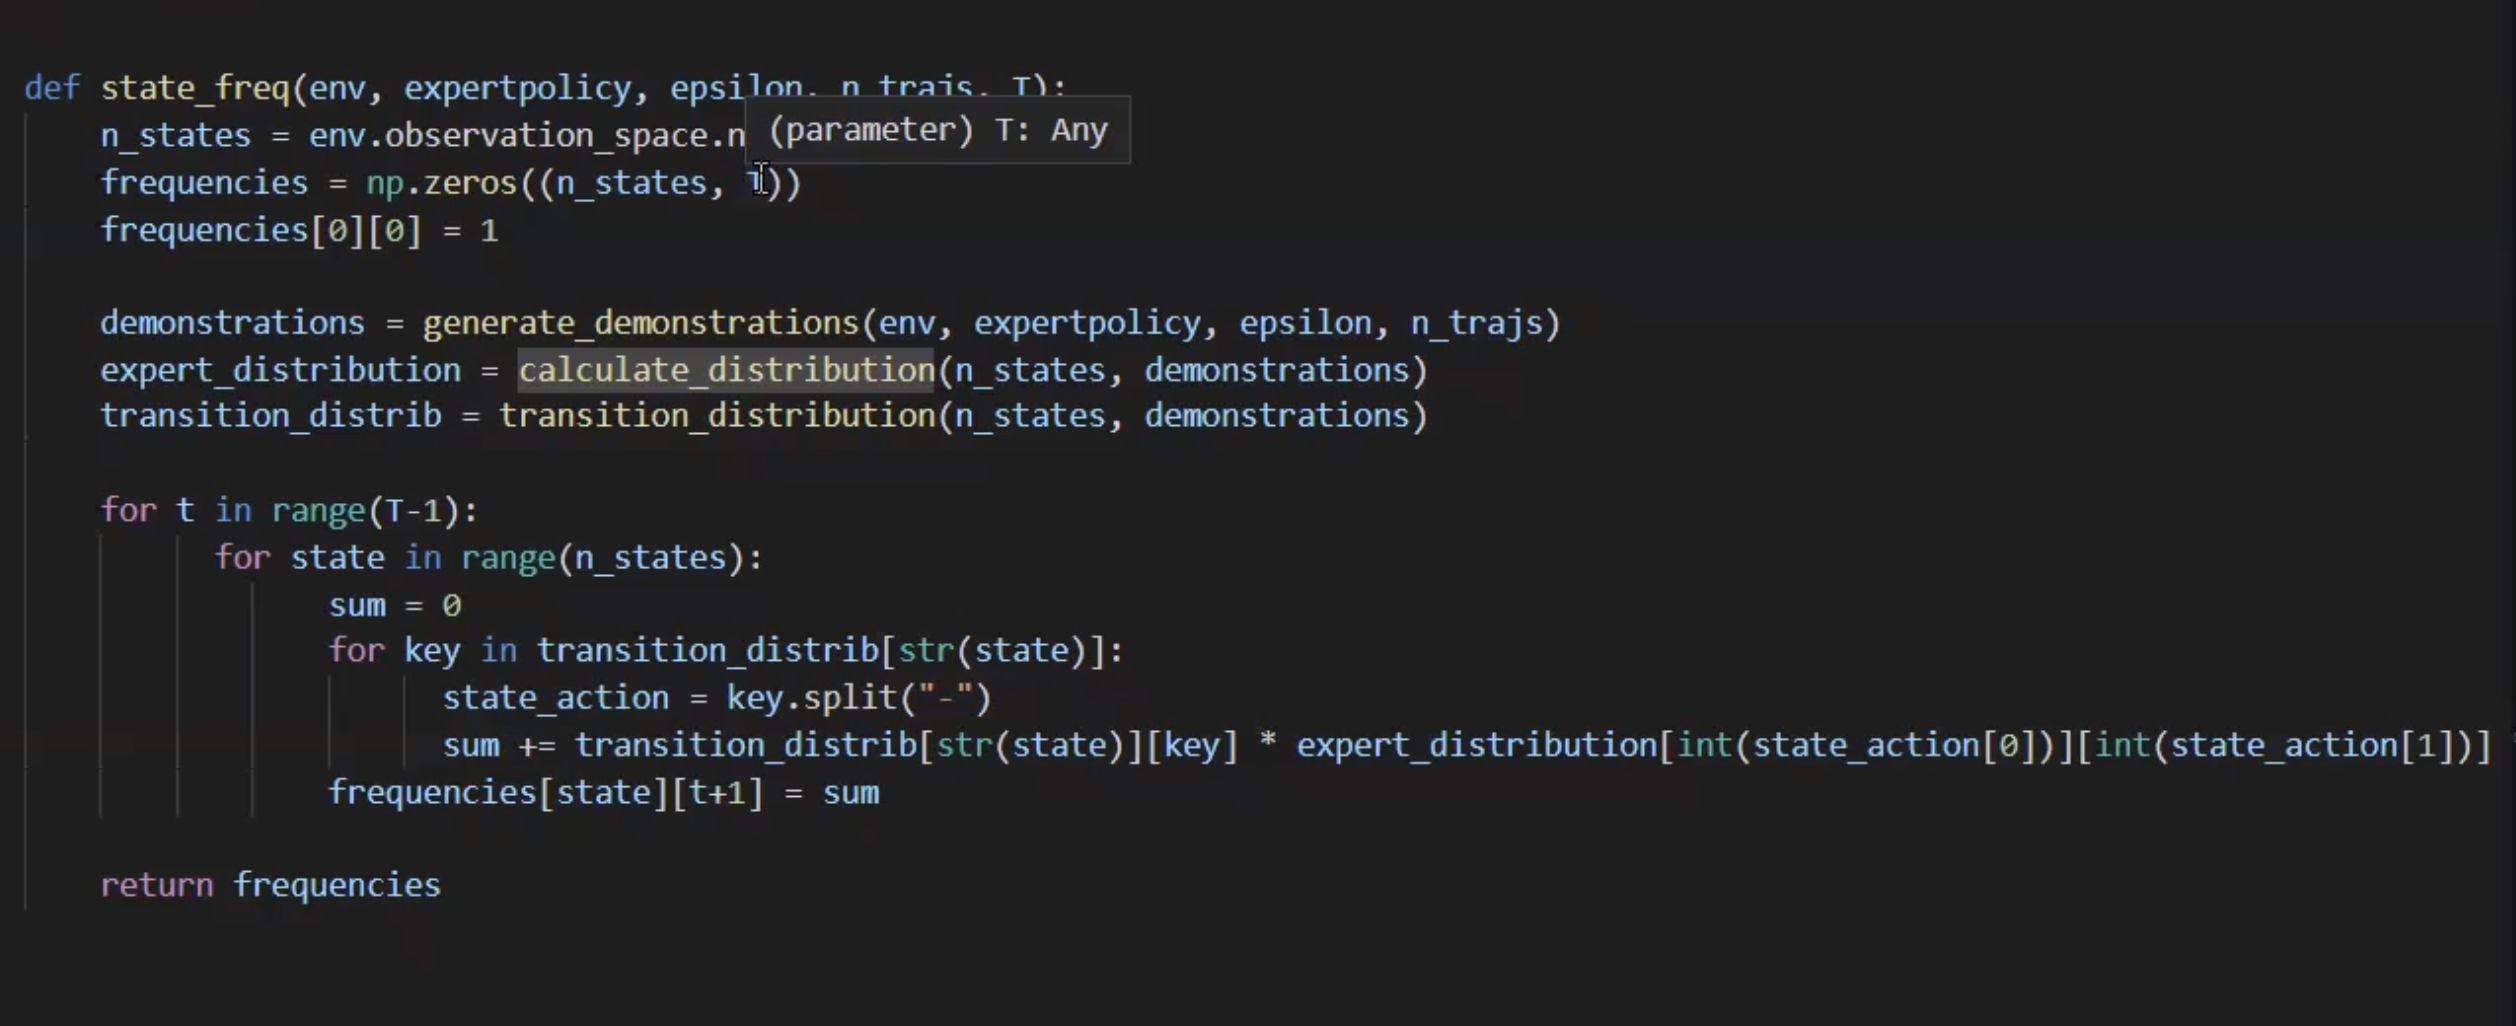 def state_freq(env, expertpolicy, epsilon, n_trajs, T):
n_states = env.observation_space.n
(parameter) T: Any
frequencies = np.zeros((n_states, T))
frequencies[0][0] = 1
demonstrations = generate_demonstrations(env, expertpolicy, epsilon, n_trajs)
expert_distribution = calculate_distribution(n_states, demonstrations)
transition_distrib = transition_distribution(n_states, demonstrations)
for t in range(T-1):
for state in range(n_states):
sum = 0
for key in transition_distrib[str(state)]:
state_action = key.split("-")
sum += transition_distrib[str(state)][key] * expert_distribution[int(state_action[0])][int(state_action[1])]
frequencies[state][t+1] = sum
return frequencies